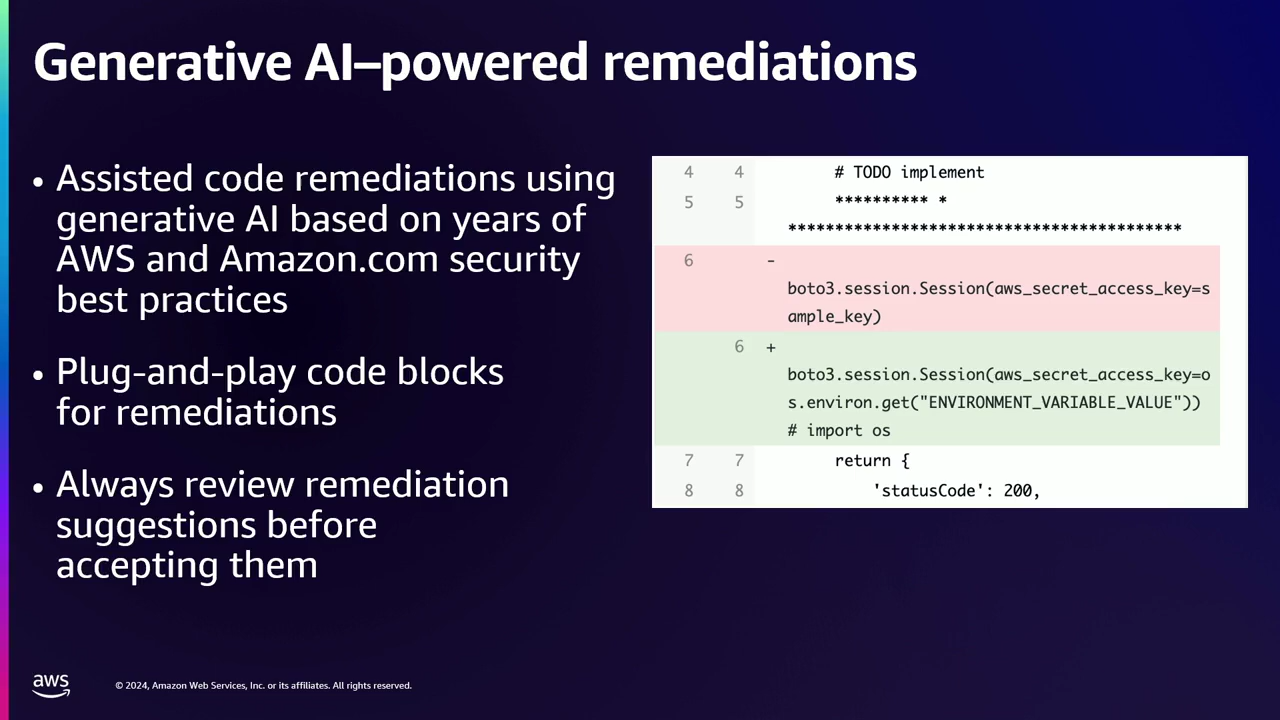 Generative AI–powered remediations
• Assisted code remediations using
generative AI based on years of
AWS and Amazon.com security
best practices
• Plug-and-play code blocks
for remediations
• Always review remediation
suggestions before
accepting them
4 4 # TODO implement
5 5 ********** *
******************************************
6 -
boto3.session.Session(aws_secret_access_key=s
ample_key)
6 +
boto3.session.Session(aws_secret_access_key=o
s.environ.get("ENVIRONMENT_VARIABLE_VALUE"))
# import os
7 7 return {
8 8 'statusCode': 200,
aws
© 2024, Amazon Web Services, Inc. or its affiliates. All rights reserved.